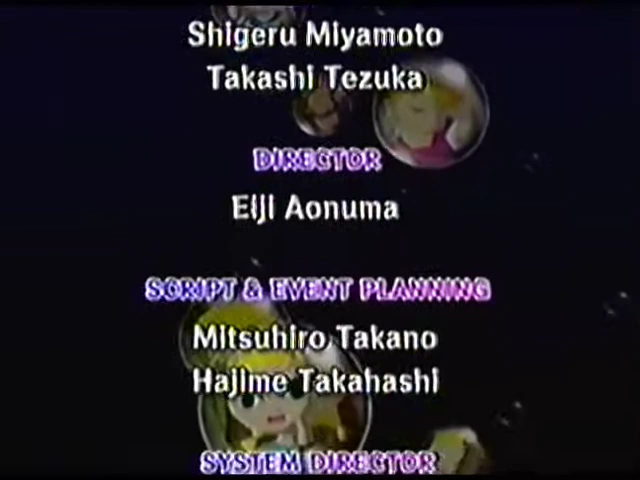 Shigeru Miyamoto
Takashi Tezuka
DIRECTOR
Eiji Aonuma
SCRIPT & EVENT PLANNING
Mitsuhiro Takano
Hajime Takahashi
SYSTEM DIRECTOR